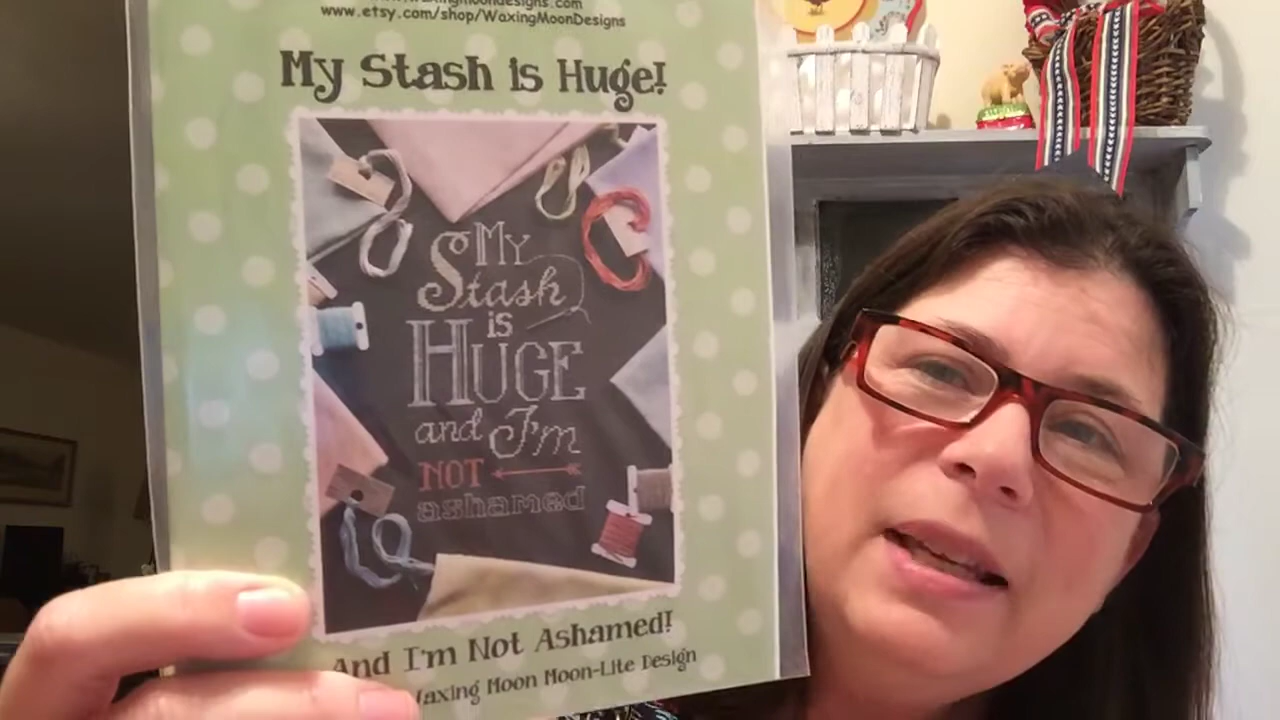 www.etsy.com/shop/WaxingMoonDesigns
My Stash is Huge!
My
Stash
is
HUGE
and I'm
NOT
ashamed
And I'm Not Ashamed!
Waxing Moon Moon-Lite Design